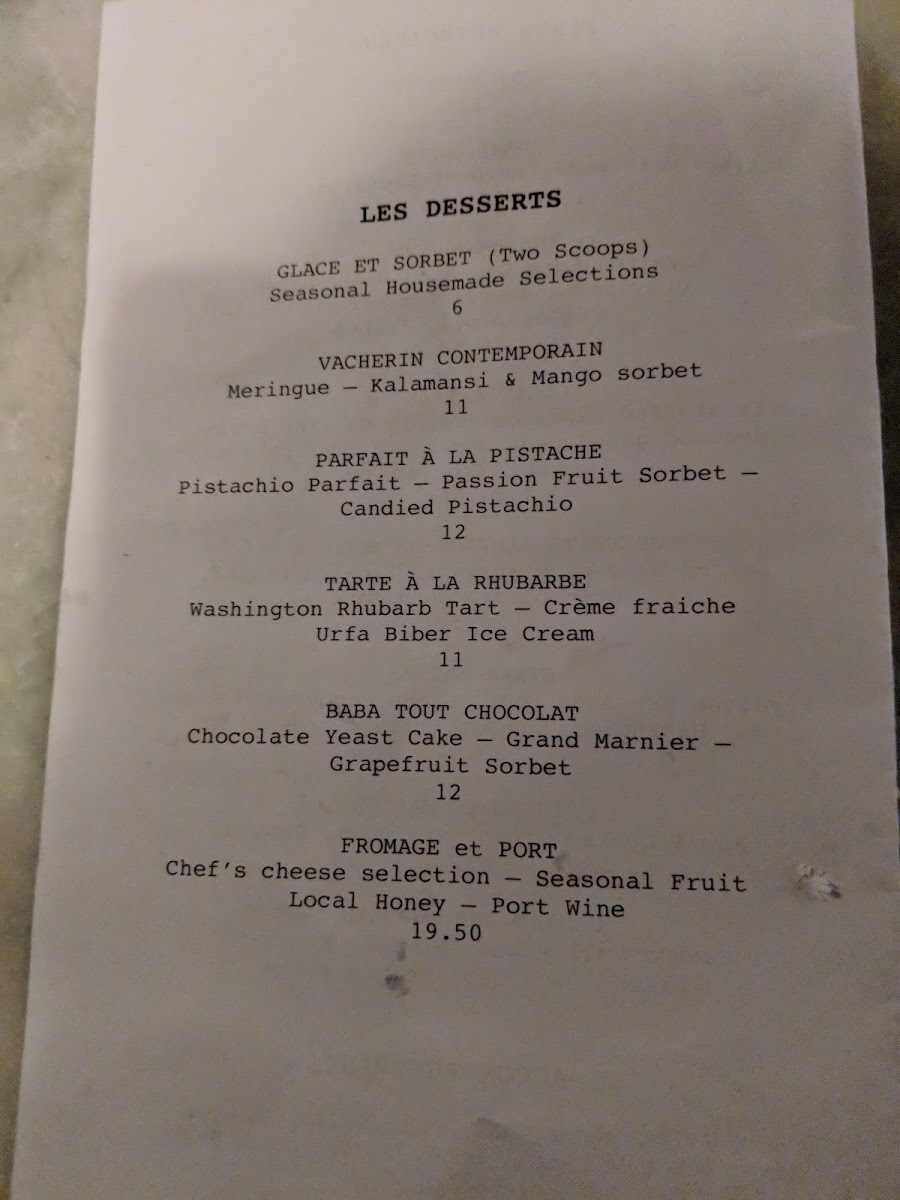 LES DESSERTS
GLACE ET SORBET (Two Scoops)
Seasonal Housemade Selections
6
VACHERIN CONTEMPORAIN
Meringue — Kalamansi & Mango sorbet
11
PARFAIT À LA PISTACHE
Pistachio Parfait — Passion Fruit Sorbet —
Candied Pistachio
12
TARTE À LA RHUBARBE
Washington Rhubarb Tart — Crème fraiche
Urfa Biber Ice Cream
11
BABA TOUT CHOCOLAT
Chocolate Yeast Cake — Grand Marnier —
Grapefruit Sorbet
12
FROMAGE et PORT
Chef's cheese selection — Seasonal Fruit
Local Honey — Port Wine
19.50